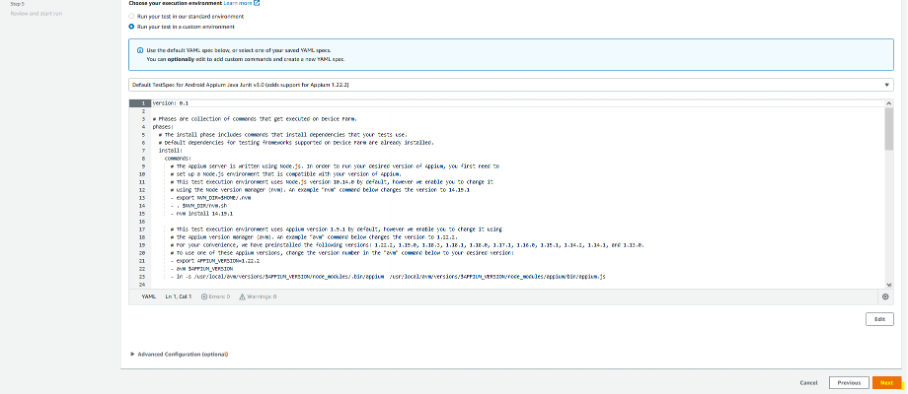 Step 5
Review and start run
Choose your execution environment Learn more
Run your test in our standard environment
Run your test in a custom environment
Use the default YAML spec below, or select one of your saved YAML specs.
You can optionally edit to add custom commands and create a new YAML spec.
Default TestSpec for Android Appium Java Junit v5.0 (adds support for Appium 1.22.2)
1 version: 0.1
2
3 # Phases are collection of commands that get executed on Device Farm.
4 phases:
5 # The install phase includes commands that install dependencies that your tests use.
6 # Default dependencies for testing frameworks supported on Device Farm are already installed.
7 install:
8 commands:
9 # The Appium server is written using Node.js. In order to run your desired version of Appium, you first need to
10 # set up a Node.js environment that is compatible with your version of Appium.
11 # This test execution environment uses Node.js version 10.14.0 by default, however we enable you to change it
12 # using the Node version manager (nvm). An example "nvm" command below changes the version to 14.19.1
13 - export NVM_DIR=$HOME/.nvm
14 - . $NVM_DIR/nvm.sh
15 - nvm install 14.19.1
16
17 # This test execution environment uses Appium version 1.9.1 by default, however we enable you to change it using
18 # the Appium version manager (avm). An example "avm" command below changes the version to 1.22.2.
19 # For your convenience, we have preinstalled the following versions: 1.22.2, 1.19.0, 1.18.3, 1.18.1, 1.18.0, 1.17.1, 1.16.0, 1.15.1, 1.14.2, 1.14.1, and 1.13.0.
20 # To use one of these Appium versions, change the version number in the "avm" command below to your desired version:
21 - export APPIUM_VERSION=1.22.2
22 - avm $APPIUM_VERSION
23 - ln -s /usr/local/avm/versions/$APPIUM_VERSION/node_modules/.bin/appium /usr/local/avm/versions/$APPIUM_VERSION/node_modules/appium/bin/appium.js
24
YAML Ln 1, Col 1 Errors: 0 Warnings: 0
Edit
Advanced Configuration (optional)
Cancel Previous Next